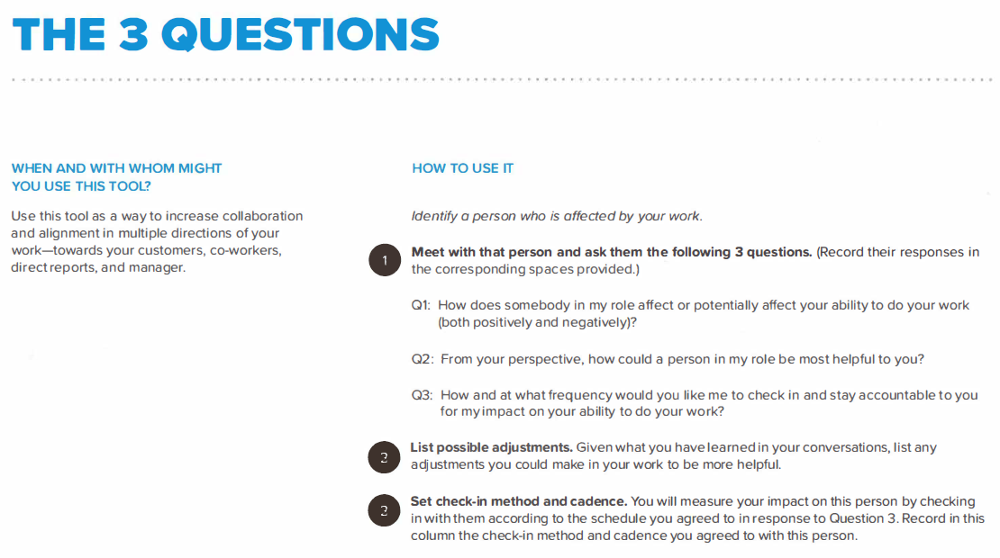 THE 3 QUESTIONS
WHEN AND WITH WHOM MIGHT
YOU USE THIS TOOL?
Use this tool as a way to increase collaboration
and alignment in multiple directions of your
work—towards your customers, co-workers,
direct reports, and manager.
HOW TO USE IT
Identify a person who is affected by your work.
1 Meet with that person and ask them the following 3 questions. (Record their responses in
the corresponding spaces provided.)
Q1: How does somebody in my role affect or potentially affect your ability to do your work
(both positively and negatively)?
Q2: From your perspective, how could a person in my role be most helpful to you?
Q3: How and at what frequency would you like me to check in and stay accountable to you
for my impact on your ability to do your work?
2 List possible adjustments. Given what you have learned in your conversations, list any
adjustments you could make in your work to be more helpful.
3 Set check-in method and cadence. You will measure your impact on this person by checking
in with them according to the schedule you agreed to in response to Question 3. Record in this
column the check-in method and cadence you agreed to with this person.